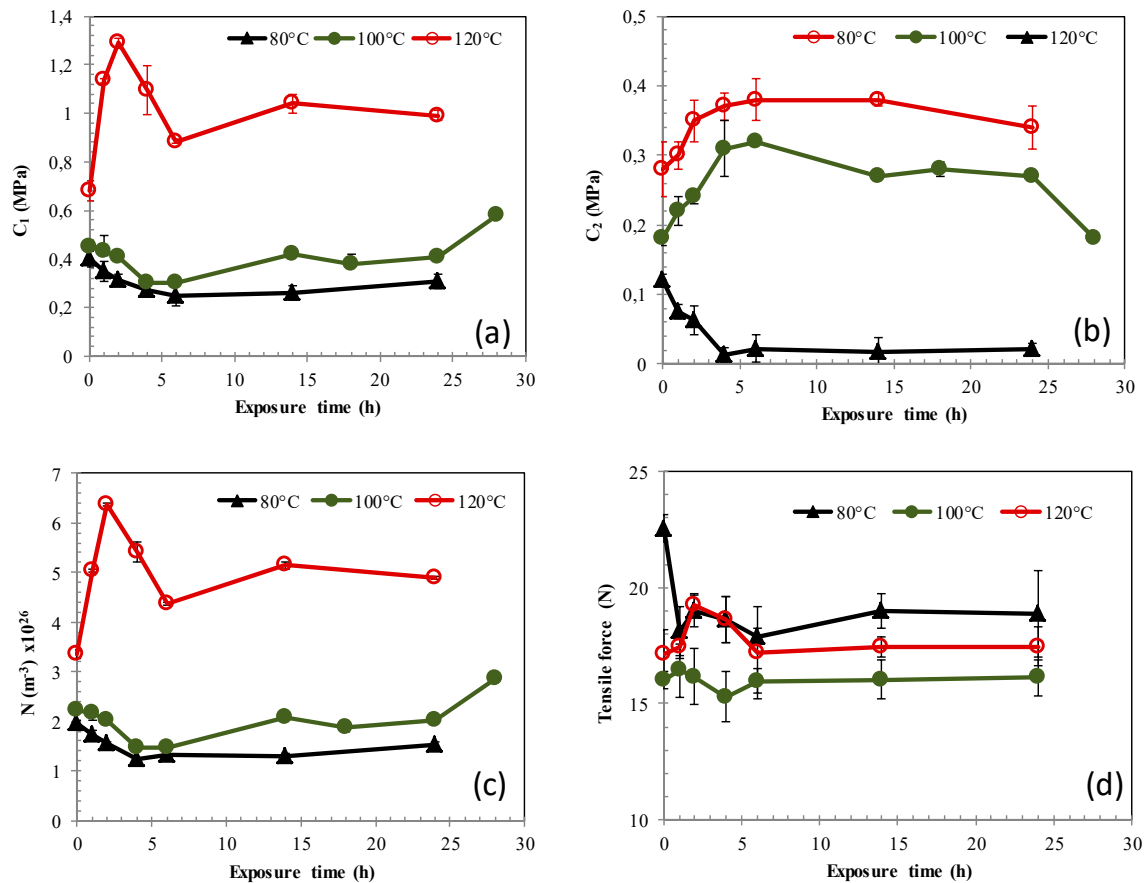 80°C 100°C 120°C
C1 (MPa)
1,4
1,2
1
0,8
0,6
0,4
0,2
0
0 5 10 15 20 25 30
Exposure time (h)
(a)
80°C 100°C 120°C
C2 (MPa)
0,5
0,4
0,3
0,2
0,1
0
0 5 10 15 20 25 30
Exposure time (h)
(b)
80°C 100°C 120°C
N (m⁻³) x10²⁶
7
6
5
4
3
2
1
0
0 5 10 15 20 25 30
Exposure time (h)
(c)
80°C 100°C 120°C
Tensile force (N)
25
20
15
10
0 5 10 15 20 25 30
Exposure time (h)
(d)